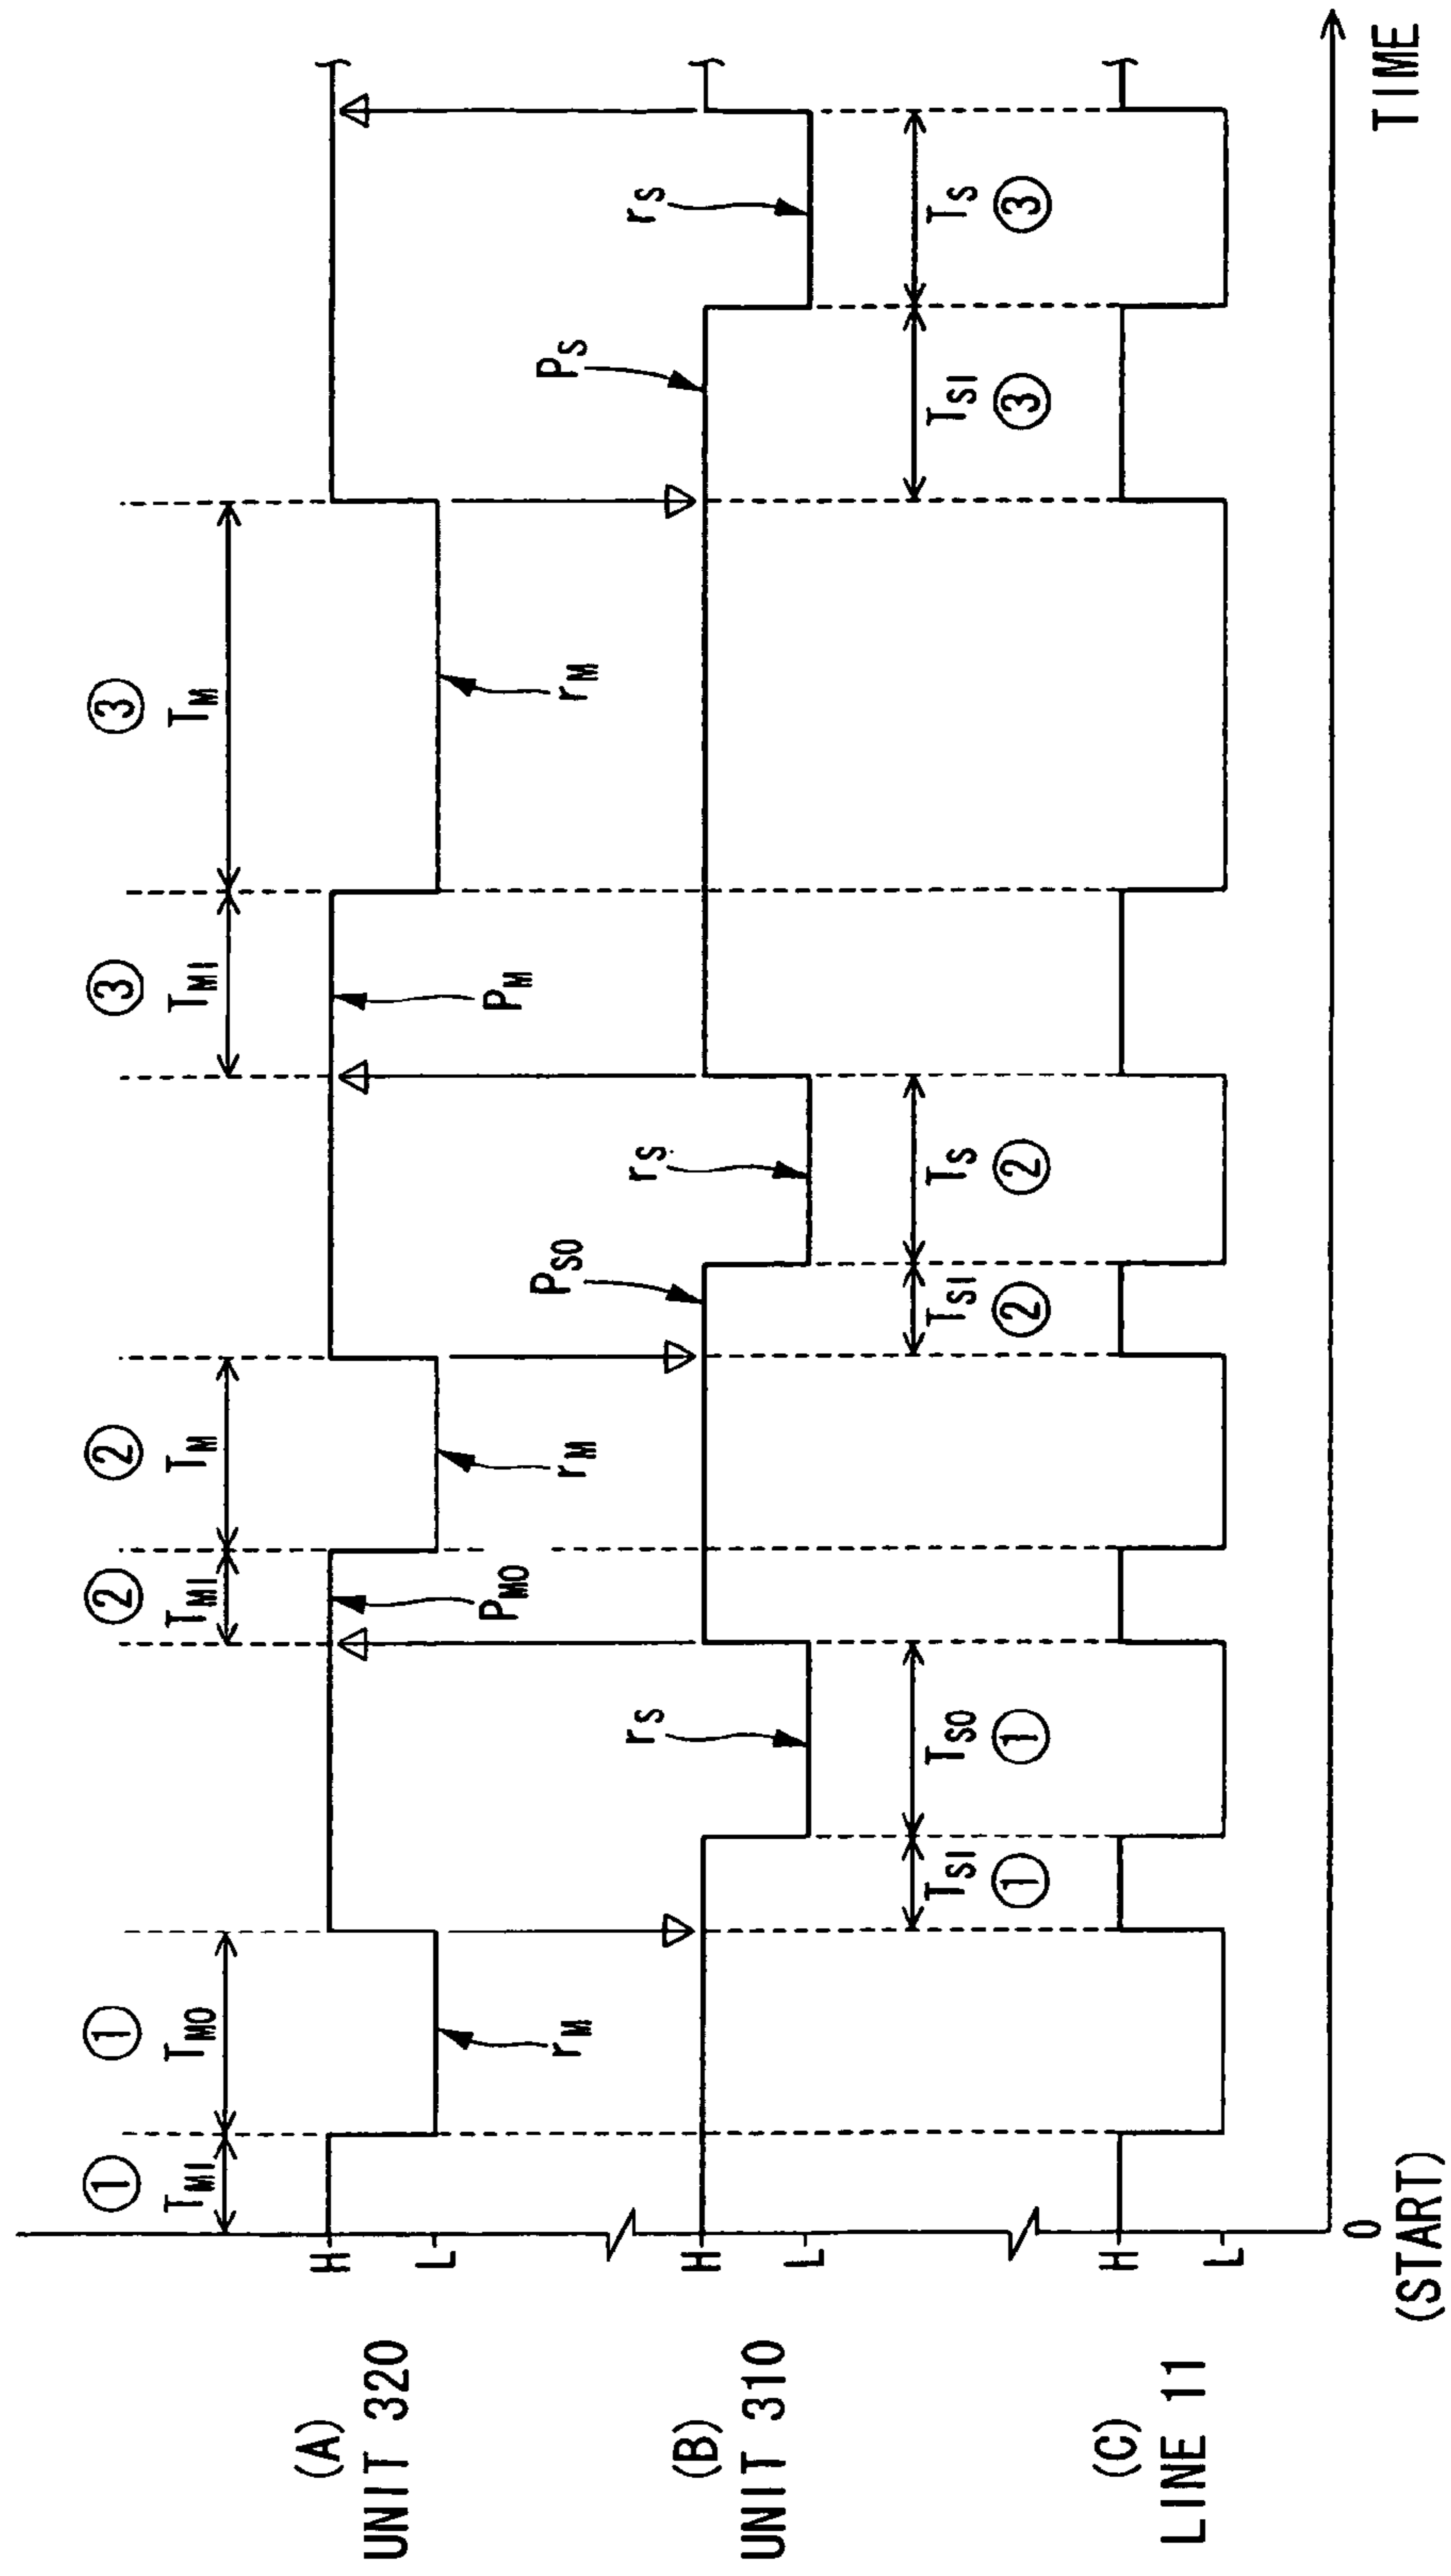 ① ① ② ② ③ ③
T_MI T_MO T_MI T_M T_MI T_M
(A)
UNIT 320
H
L
r_M P_MO r_M P_M r_M
(B)
UNIT 310
H
L
r_S P_SO r_S P_S r_S
T_SI T_SO T_SI T_S T_SI T_S
① ① ② ② ③ ③
(C)
LINE 11
H
L
0
(START)
TIME